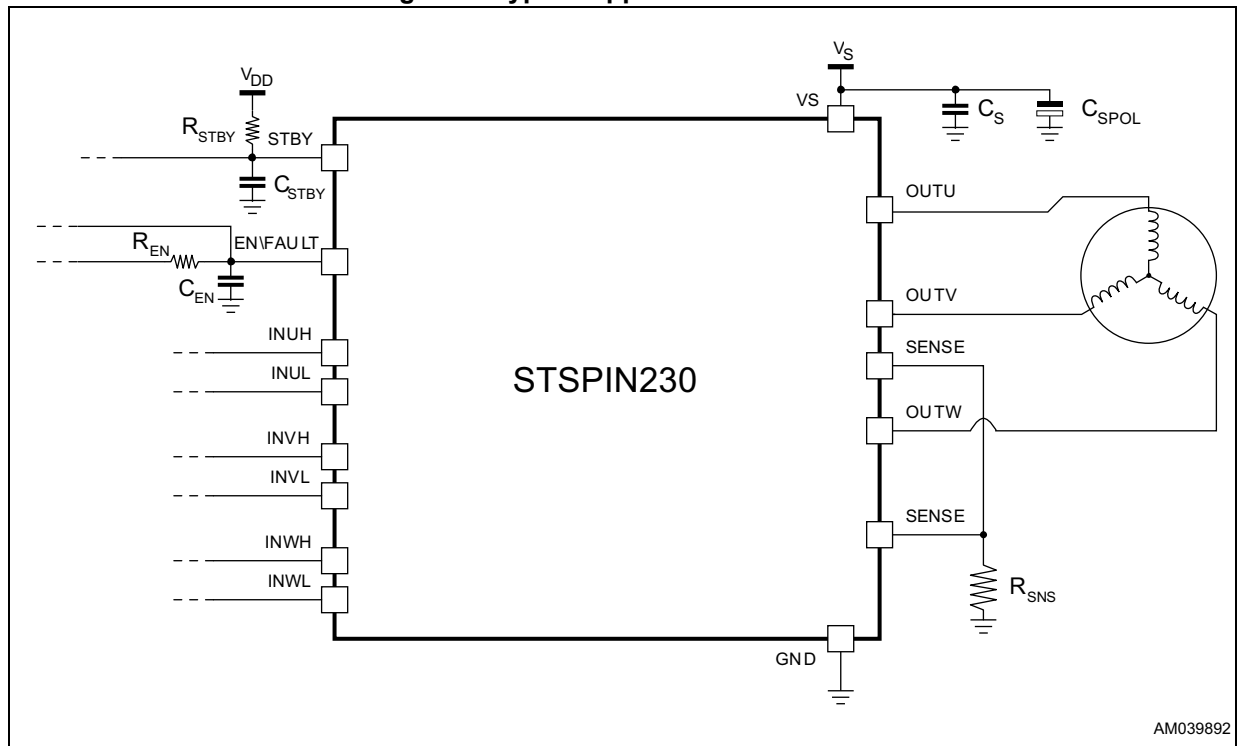 VDD
RSTBY
STBY
CSTBY
REN
EN\FAULT
CEN
INUH
INUL
INVH
INVL
INWH
INWL
STSPIN230
VS
VS
CS
CSPOL
OUTU
OUTV
SENSE
OUTW
SENSE
RSNS
GND
AM039892